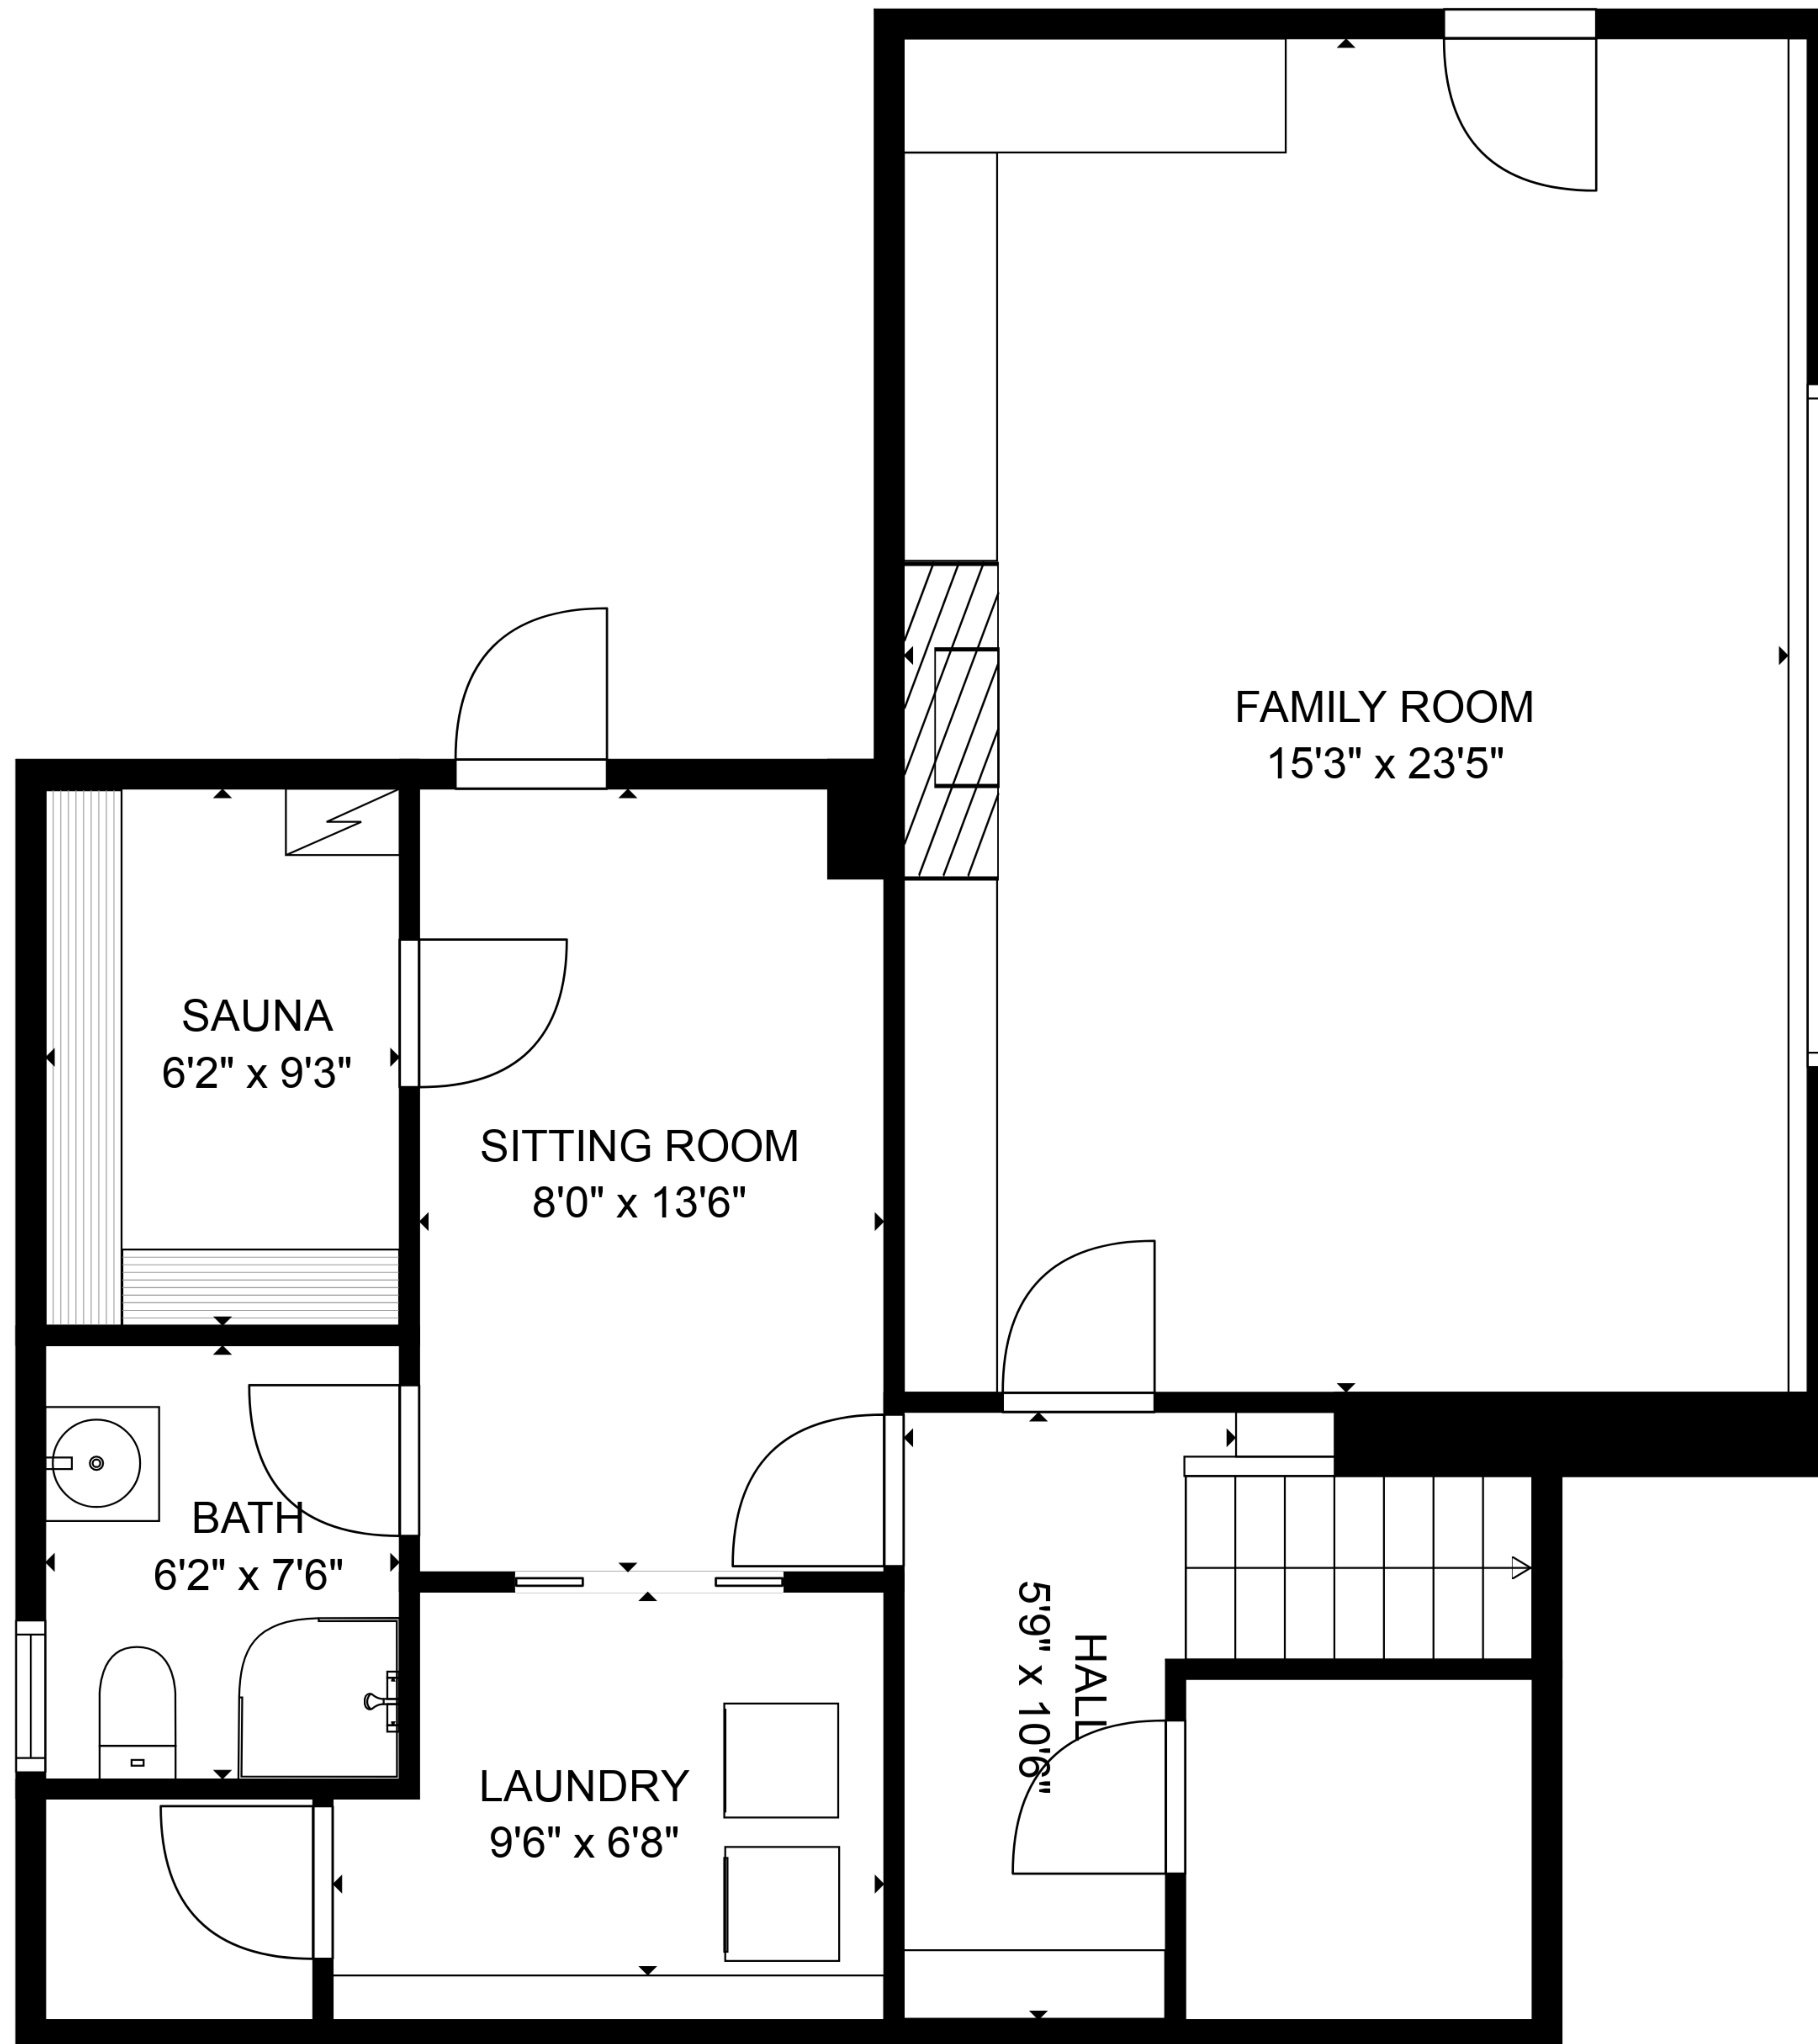 FAMILY ROOM
15'3" x 23'5"
SAUNA
6'2" x 9'3"
SITTING ROOM
8'0" x 13'6"
BATH
6'2" x 7'6"
HALL
5'9" x 10'6"
LAUNDRY
9'6" x 6'8"